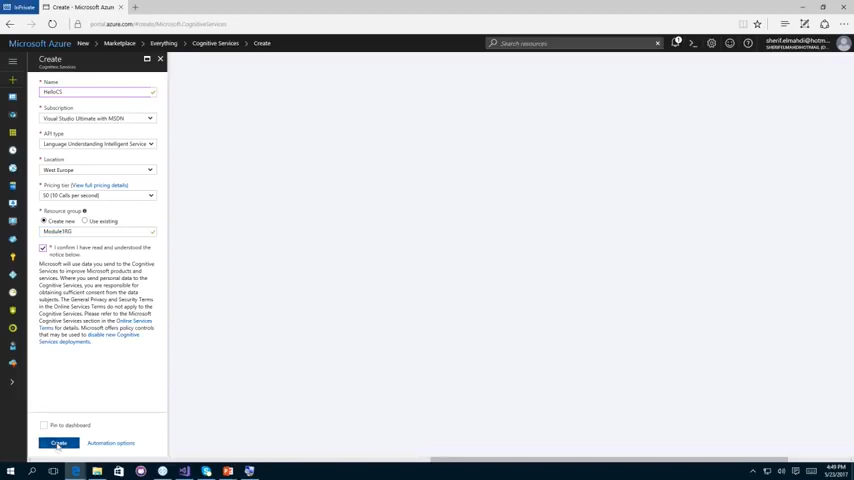 InPrivate
Create - Microsoft Azur
portal.azure.com/#create/Microsoft.CognitiveServices
Microsoft Azure
New
Marketplace
Everything
Cognitive Services
Create
Search resources
1
sherif.elmahdi@hotm...
SHERIFELMAHDIHOTMAIL (D...
Create
Cognitive_Services
* Name
HelloCS
* Subscription
Visual Studio Ultimate with MSDN
* API type
Language Understanding Intelligent Service
* Location
West Europe
* Pricing tier (View full pricing details)
S0 (10 Calls per second)
* Resource group
Create new
Use existing
Module1RG
* I confirm I have read and understood the
notice below.
Microsoft will use data you send to the Cognitive
Services to improve Microsoft products and
services. Where you send personal data to the
Cognitive Services, you are responsible for
obtaining sufficient consent from the data
subjects. The General Privacy and Security Terms
in the Online Services Terms do not apply to the
Cognitive Services. Please refer to the Microsoft
Cognitive Services section in the Online Services
Terms for details. Microsoft offers policy controls
that may be used to disable new Cognitive
Services deployments.
Pin to dashboard
Create
Automation options
4:49 PM
5/23/2017